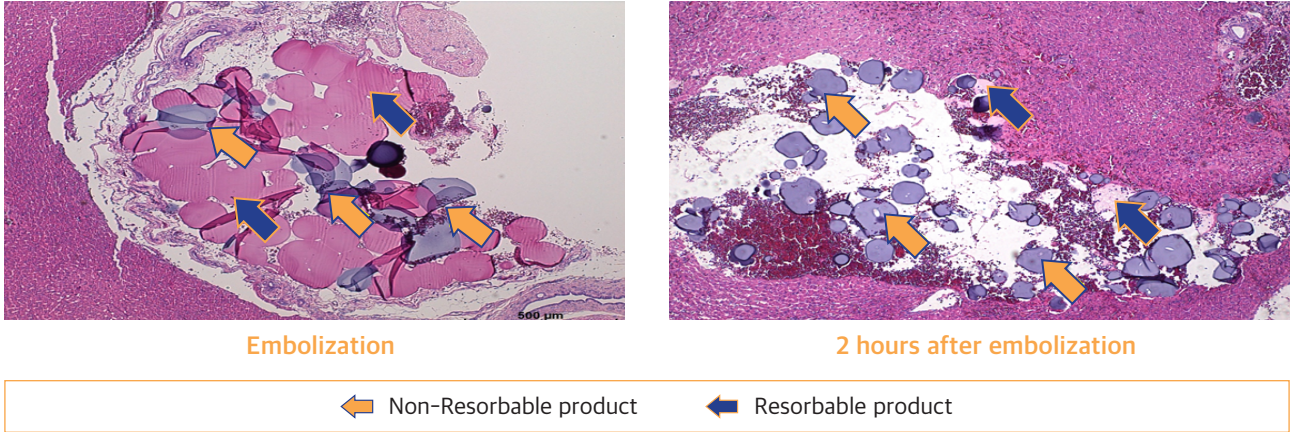 500 µm
Embolization
2 hours after embolization
Non-Resorbable product
Resorbable product